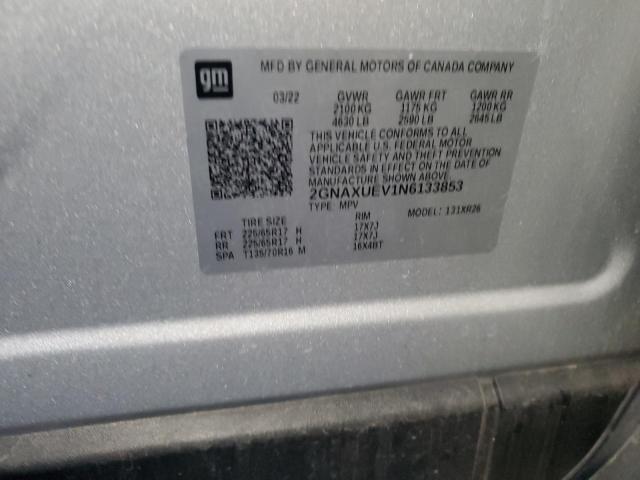 gm
MFD BY GENERAL MOTORS OF CANADA COMPANY
03/22 GVWR GAWR FRT GAWR RR
2100 KG 1175 KG 1200 KG
4630 LB 2590 LB 2645 LB
THIS VEHICLE CONFORMS TO ALL
APPLICABLE U.S. FEDERAL MOTOR
VEHICLE SAFETY AND THEFT PREVENTION
STANDARDS IN EFFECT ON THE DATE OF
MANUFACTURE SHOWN ABOVE.
2GNAXUEV1N6133853
TYPE: MPV MODEL: 131XR26
TIRE SIZE RIM
FRT 225/65R17 H 17X7J
RR 225/65R17 H 17X7J
SPA T135/70R16 M 16X4BT